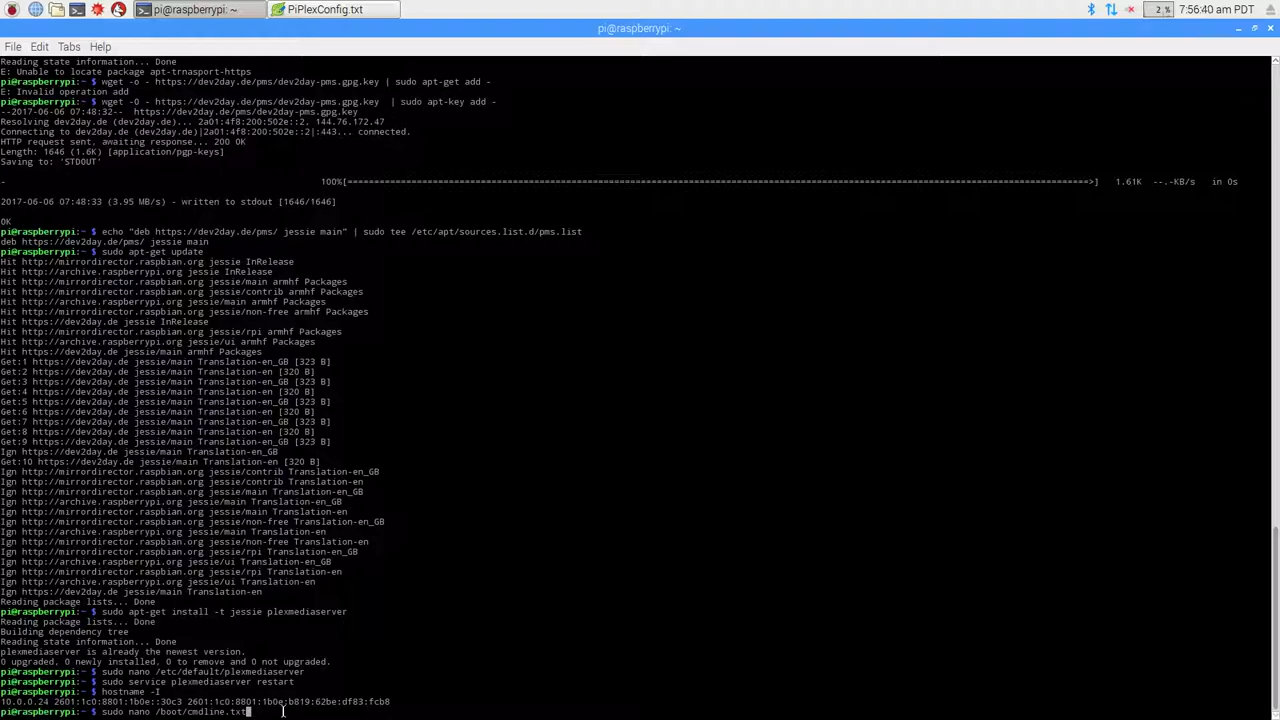 pi@raspberrypi: ~
PiPlexConfig.txt
2 %
7:56:40 am PDT
pi@raspberrypi: ~
File Edit Tabs Help
Reading state information... Done
E: Unable to locate package apt-trnasport-https
pi@raspberrypi:~ $ wget -o - https://dev2day.de/pms/dev2day-pms.gpg.key | sudo apt-get add -
E: Invalid operation add
pi@raspberrypi:~ $ wget -O - https://dev2day.de/pms/dev2day-pms.gpg.key  | sudo apt-key add -
--2017-06-06 07:48:32--  https://dev2day.de/pms/dev2day-pms.gpg.key
Resolving dev2day.de (dev2day.de)... 2a01:4f8:200:502e::2, 144.76.172.47
Connecting to dev2day.de (dev2day.de)|2a01:4f8:200:502e::2|:443... connected.
HTTP request sent, awaiting response... 200 OK
Length: 1646 (1.6K) [application/pgp-keys]
Saving to: ‘STDOUT’
- 100%[=====================================================>] 1.61K --.-KB/s in 0s
2017-06-06 07:48:33 (3.95 MB/s) - written to stdout [1646/1646]
OK
pi@raspberrypi:~ $ echo "deb https://dev2day.de/pms/ jessie main" | sudo tee /etc/apt/sources.list.d/pms.list
deb https://dev2day.de/pms/ jessie main
pi@raspberrypi:~ $ sudo apt-get update
Hit http://mirrordirector.raspbian.org jessie InRelease
Hit http://archive.raspberrypi.org jessie InRelease
Hit http://mirrordirector.raspbian.org jessie/main armhf Packages
Hit http://mirrordirector.raspbian.org jessie/contrib armhf Packages
Hit http://archive.raspberrypi.org jessie/main armhf Packages
Hit http://mirrordirector.raspbian.org jessie/non-free armhf Packages
Hit https://dev2day.de jessie InRelease
Hit http://mirrordirector.raspbian.org jessie/rpi armhf Packages
Hit http://archive.raspberrypi.org jessie/ui armhf Packages
Hit https://dev2day.de jessie/main armhf Packages
Get:1 https://dev2day.de jessie/main Translation-en_GB [323 B]
Get:2 https://dev2day.de jessie/main Translation-en [320 B]
Get:3 https://dev2day.de jessie/main Translation-en_GB [323 B]
Get:4 https://dev2day.de jessie/main Translation-en [320 B]
Get:5 https://dev2day.de jessie/main Translation-en_GB [323 B]
Get:6 https://dev2day.de jessie/main Translation-en [320 B]
Get:7 https://dev2day.de jessie/main Translation-en_GB [323 B]
Get:8 https://dev2day.de jessie/main Translation-en [320 B]
Get:9 https://dev2day.de jessie/main Translation-en_GB [323 B]
Ign https://dev2day.de jessie/main Translation-en_GB
Get:10 https://dev2day.de jessie/main Translation-en [320 B]
Ign http://mirrordirector.raspbian.org jessie/contrib Translation-en_GB
Ign http://mirrordirector.raspbian.org jessie/contrib Translation-en
Ign http://mirrordirector.raspbian.org jessie/main Translation-en_GB
Ign http://archive.raspberrypi.org jessie/main Translation-en_GB
Ign http://mirrordirector.raspbian.org jessie/main Translation-en
Ign http://mirrordirector.raspbian.org jessie/non-free Translation-en_GB
Ign http://archive.raspberrypi.org jessie/main Translation-en
Ign http://mirrordirector.raspbian.org jessie/non-free Translation-en
Ign http://mirrordirector.raspbian.org jessie/rpi Translation-en_GB
Ign http://archive.raspberrypi.org jessie/ui Translation-en_GB
Ign http://mirrordirector.raspbian.org jessie/rpi Translation-en
Ign http://archive.raspberrypi.org jessie/ui Translation-en
Ign https://dev2day.de jessie/main Translation-en
Reading package lists... Done
pi@raspberrypi:~ $ sudo apt-get install -t jessie plexmediaserver
Reading package lists... Done
Building dependency tree
Reading state information... Done
plexmediaserver is already the newest version.
0 upgraded, 0 newly installed, 0 to remove and 0 not upgraded.
pi@raspberrypi:~ $ sudo nano /etc/default/plexmediaserver
pi@raspberrypi:~ $ sudo service plexmediaserver restart
pi@raspberrypi:~ $ hostname -I
10.0.0.24 2601:1c0:8801:1b0e::30c3 2601:1c0:8801:1b0e:b819:62be:df83:fcb8
pi@raspberrypi:~ $ sudo nano /boot/cmdline.txt